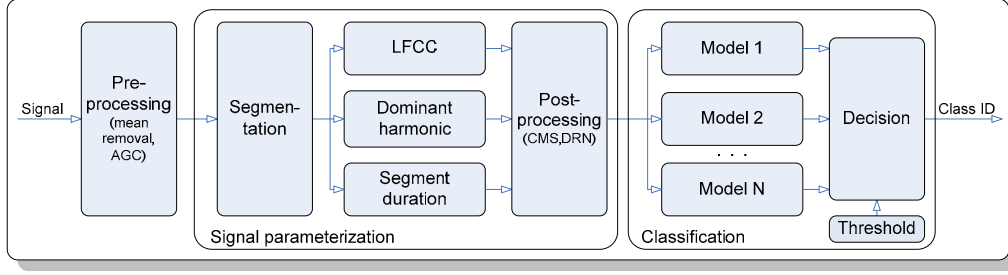 Signal
Pre-
processing
(mean
removal,
AGC)
Segmen-
tation
LFCC
Dominant
harmonic
Segment
duration
Post-
processing
(CMS,DRN)
Signal parameterization
Model 1
Model 2
. . .
Model N
Decision
Threshold
Classification
Class ID